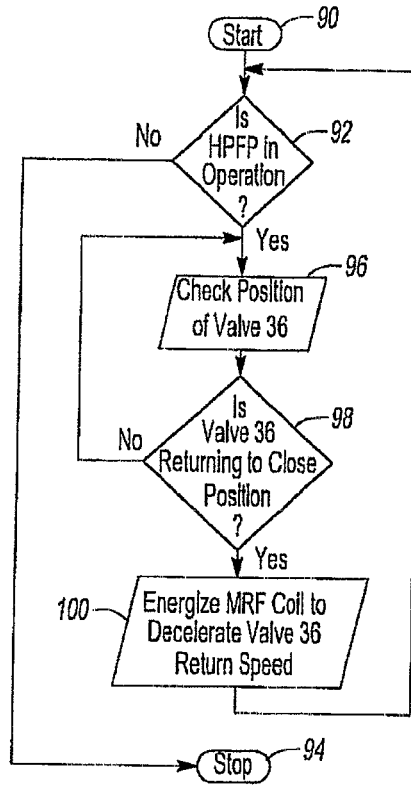 Start
90
Is
HPFP in
Operation
?
92
No
Yes
Check Position
of Valve 36
96
Is
Valve 36
Returning to Close
Position
?
98
No
Yes
100
Energize MRF Coil to
Decelerate Valve 36
Return Speed
Stop
94